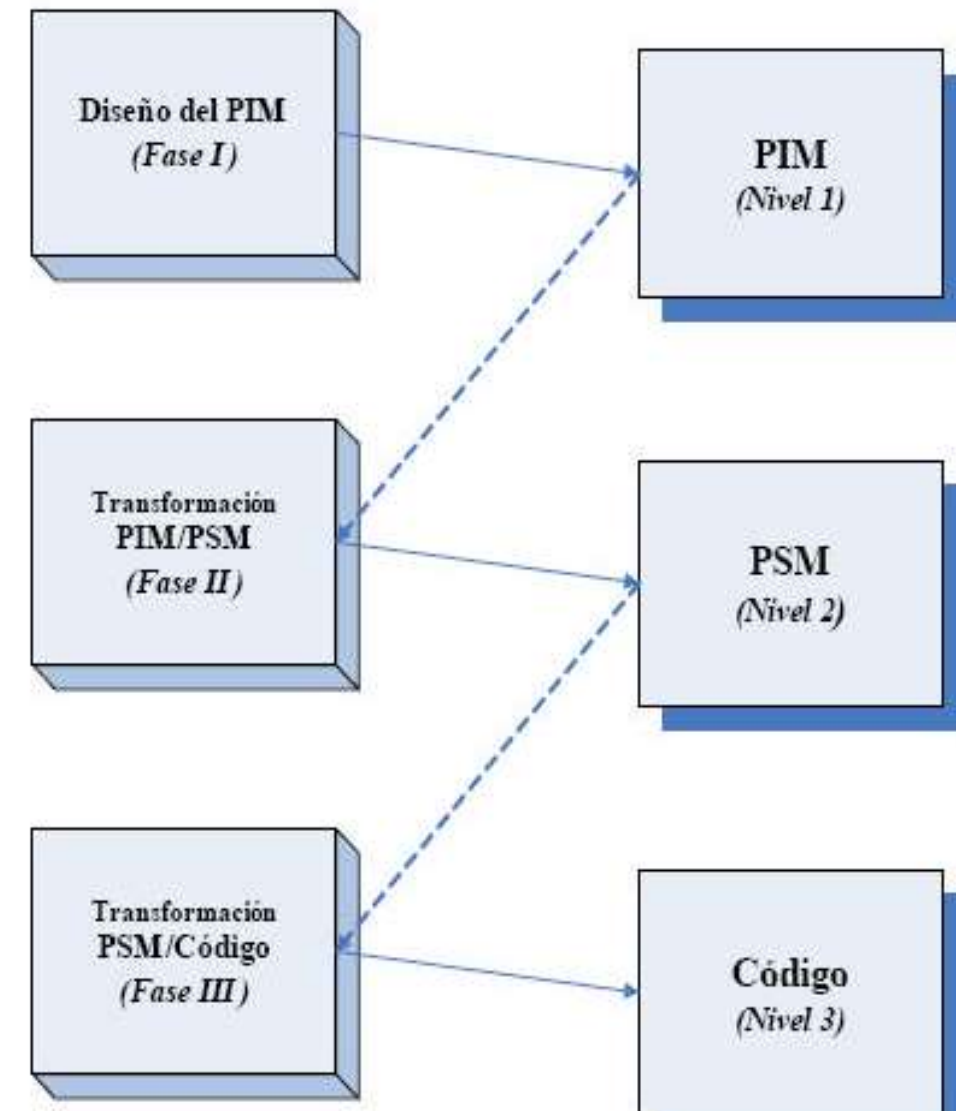 Diseño del PIM
(Fase I)
PIM
(Nivel 1)
Transformación
PIM/PSM
(Fase II)
PSM
(Nivel 2)
Transformación
PSM/Código
(Fase III)
Código
(Nivel 3)